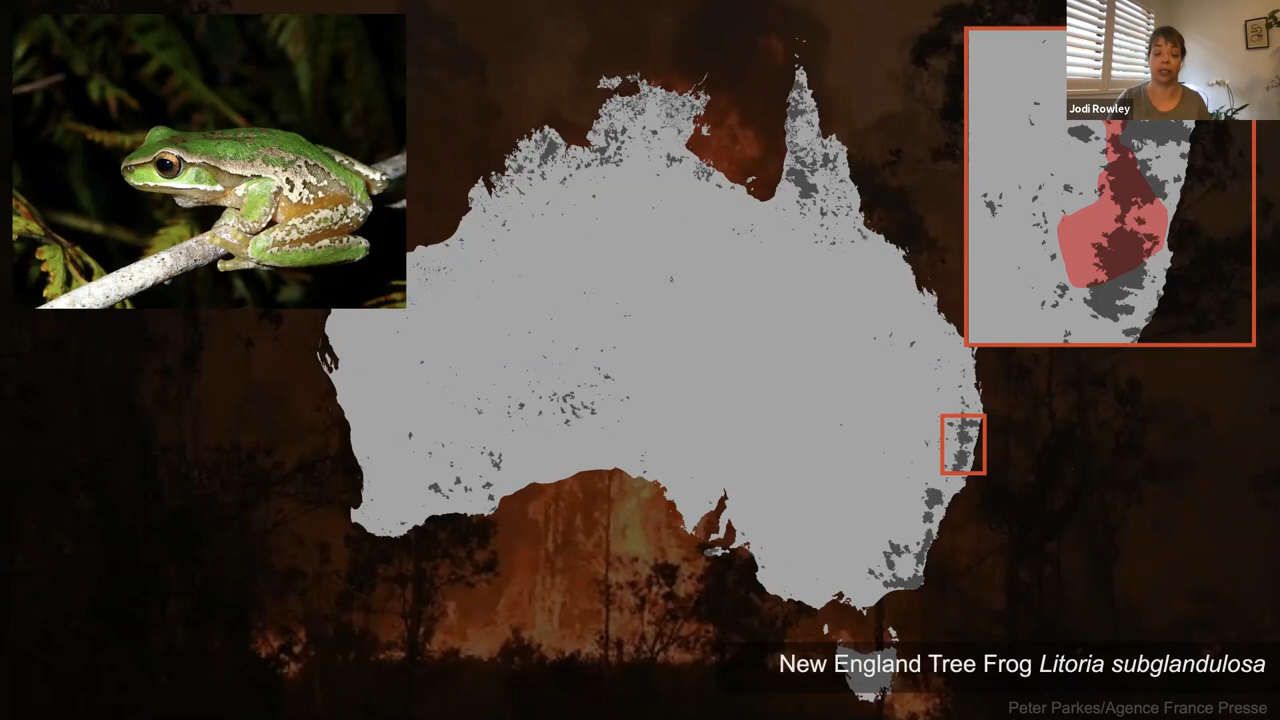 Jodi Rowley
New England Tree Frog Litoria subglandulosa
Peter Parkes/Agence France Presse